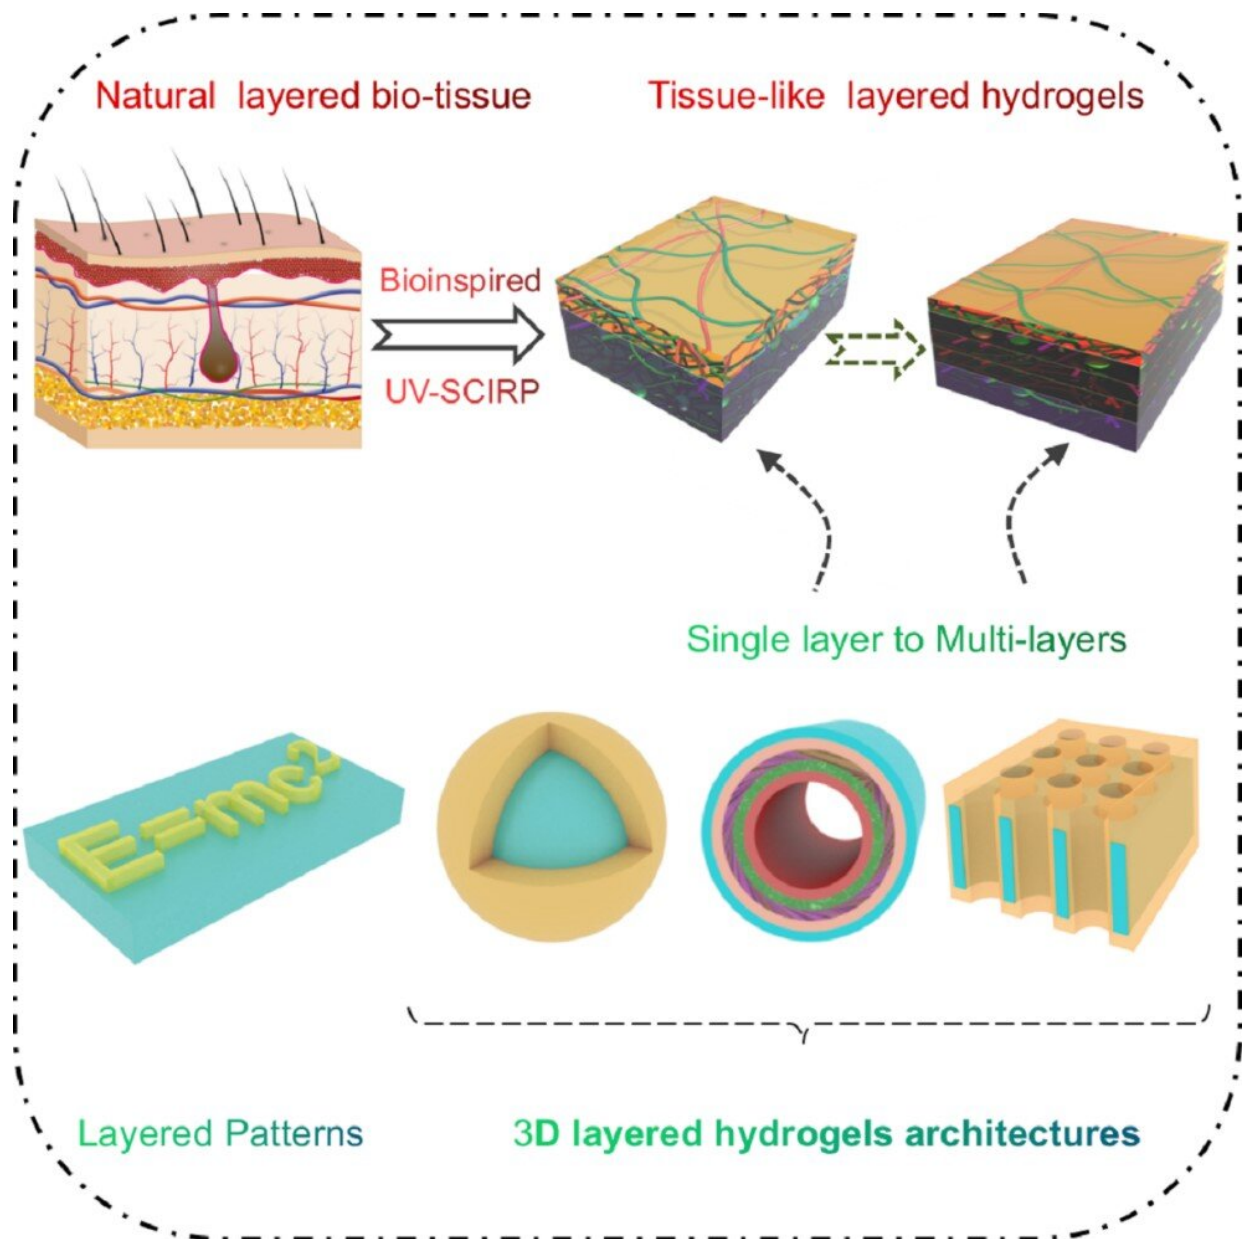 Natural layered bio-tissue
Tissue-like layered hydrogels
Bioinspired
UV-SCIRP
Single layer to Multi-layers
E=mc2
Layered Patterns
3D layered hydrogels architectures